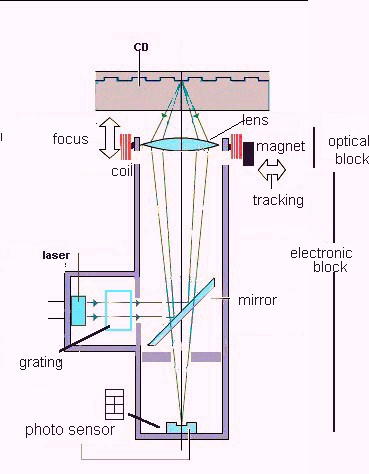 CD
lens
focus
magnet
optical
block
coil
tracking
electronic
block
laser
mirror
grating
photo sensor